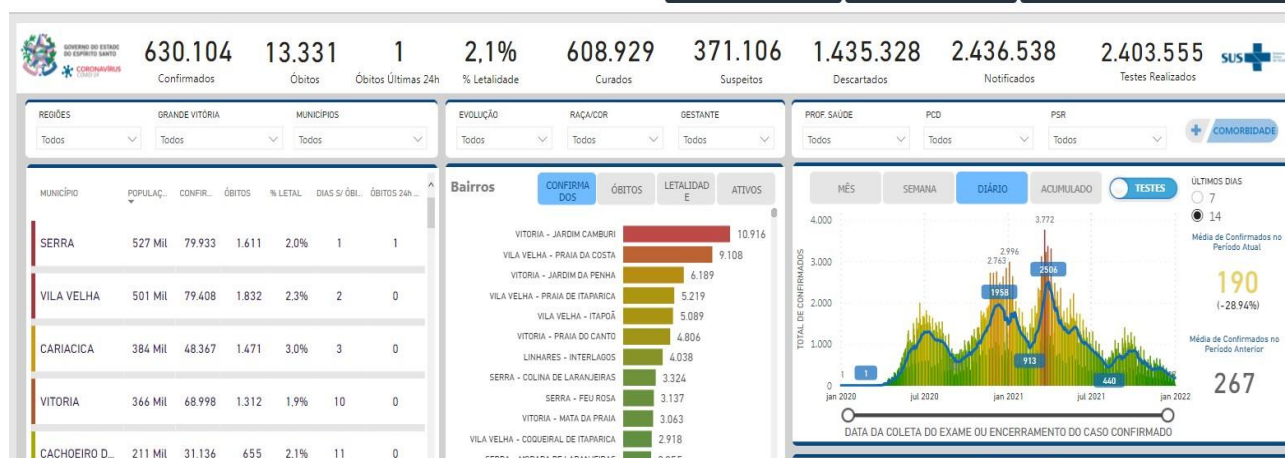 GOVERNO DO ESTADO
DO ESPÍRITO SANTO
CORONAVÍRUS
COVID-19
630.104 13.331 1 2,1% 608.929 371.106 1.435.328 2.436.538 2.403.555 SUS
Confirmados Óbitos Óbitos Últimas 24h % Letalidade Curados Suspeitos Descartados Notificados Testes Realizados
REGIÕES GRANDE VITÓRIA MUNICÍPIOS
Todos Todos Todos
EVOLUÇÃO RAÇA/COR GESTANTE
Todos Todos Todos
PROF. SAÚDE PCD PSR
Todos Todos Todos
+ COMORBIDADE
MUNICÍPIO POPULAÇ... CONFIR... ÓBITOS % LETAL DIAS S/ ÓBI... ÓBITOS 24h ...
SERRA 527 Mil 79.933 1.611 2,0% 1 1
VILA VELHA 501 Mil 79.408 1.832 2,3% 2 0
CARIACICA 384 Mil 48.367 1.471 3,0% 3 0
VITORIA 366 Mil 68.998 1.312 1,9% 10 0
CACHOEIRO D... 211 Mil 31.136 655 2,1% 11 0
Bairros
CONFIRMA
DOS
ÓBITOS
LETALIDAD
E
ATIVOS
VITORIA - JARDIM CAMBURI 10.916
VILA VELHA - PRAIA DA COSTA 9.108
VITORIA - JARDIM DA PENHA 6.189
VILA VELHA - PRAIA DE ITAPARICA 5.219
VILA VELHA - ITAPOÃ 5.089
VITORIA - PRAIA DO CANTO 4.806
LINHARES - INTERLAGOS 4.038
SERRA - COLINA DE LARANJEIRAS 3.324
SERRA - FEU ROSA 3.137
VITORIA - MATA DA PRAIA 3.063
VILA VELHA - COQUEIRAL DE ITAPARICA 2.918
MÊS SEMANA DIÁRIO ACUMULADO TESTES
TOTAL DE CONFIRMADOS
4.000
3.000
2.000
1.000
0
3.772
2.996
2.763
2506
1958
913
440
1 1
jan 2020 jul 2020 jan 2021 jul 2021 jan 2022
DATA DA COLETA DO EXAME OU ENCERRAMENTO DO CASO CONFIRMADO
ÚLTIMOS DIAS
7
14
Média de Confirmados no
Período Atual
190
(-28.94%)
Média de Confirmados no
Período Anterior
267